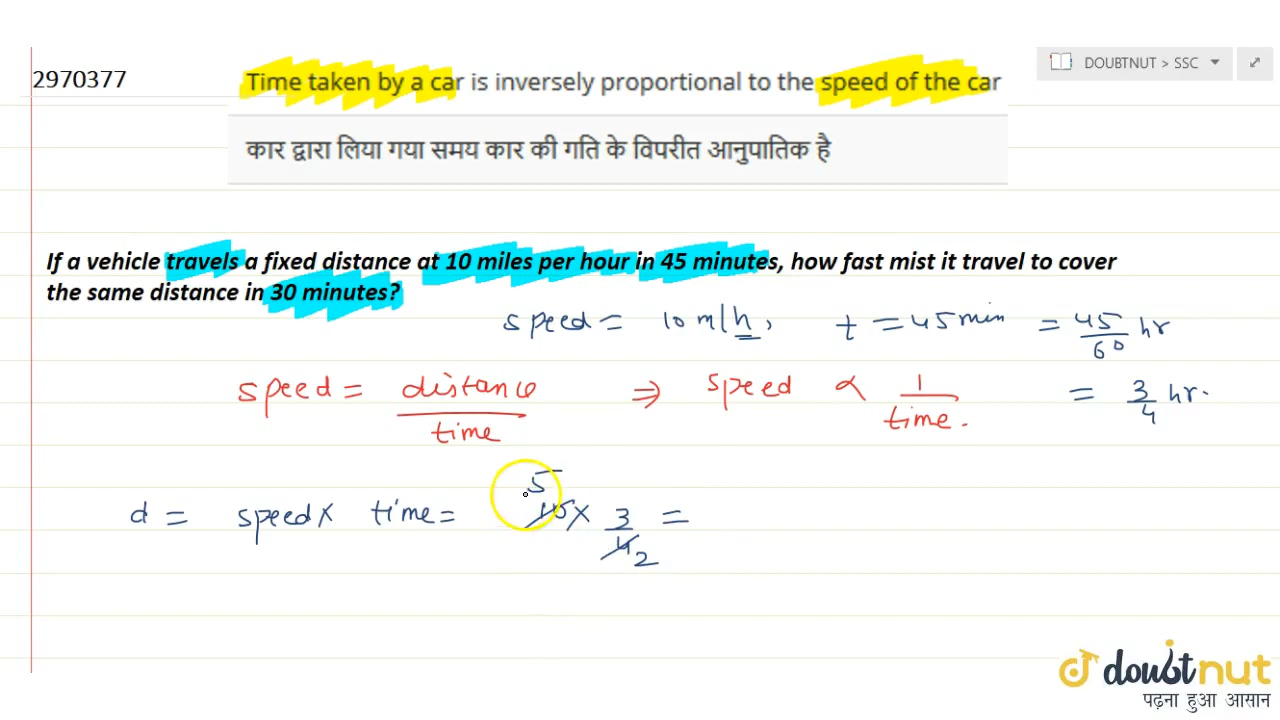 2970377
Time taken by a car is inversely proportional to the speed of the car
DOUBTNUT > SSC
कार द्वारा लिया गया समय कार की गति के विपरीत आनुपातिक है
If a vehicle travels a fixed distance at 10 miles per hour in 45 minutes, how fast mist it travel to cover
the same distance in 30 minutes?
speed = 10 m/h, t = 45 min = 45/60 hr
speed = distance/time ⇒ speed ∝ 1/time. = 3/4 hr.
5
d = speed × time = 10 × 3/4 =
2
doubtnut
पढ़ना हुआ आसान